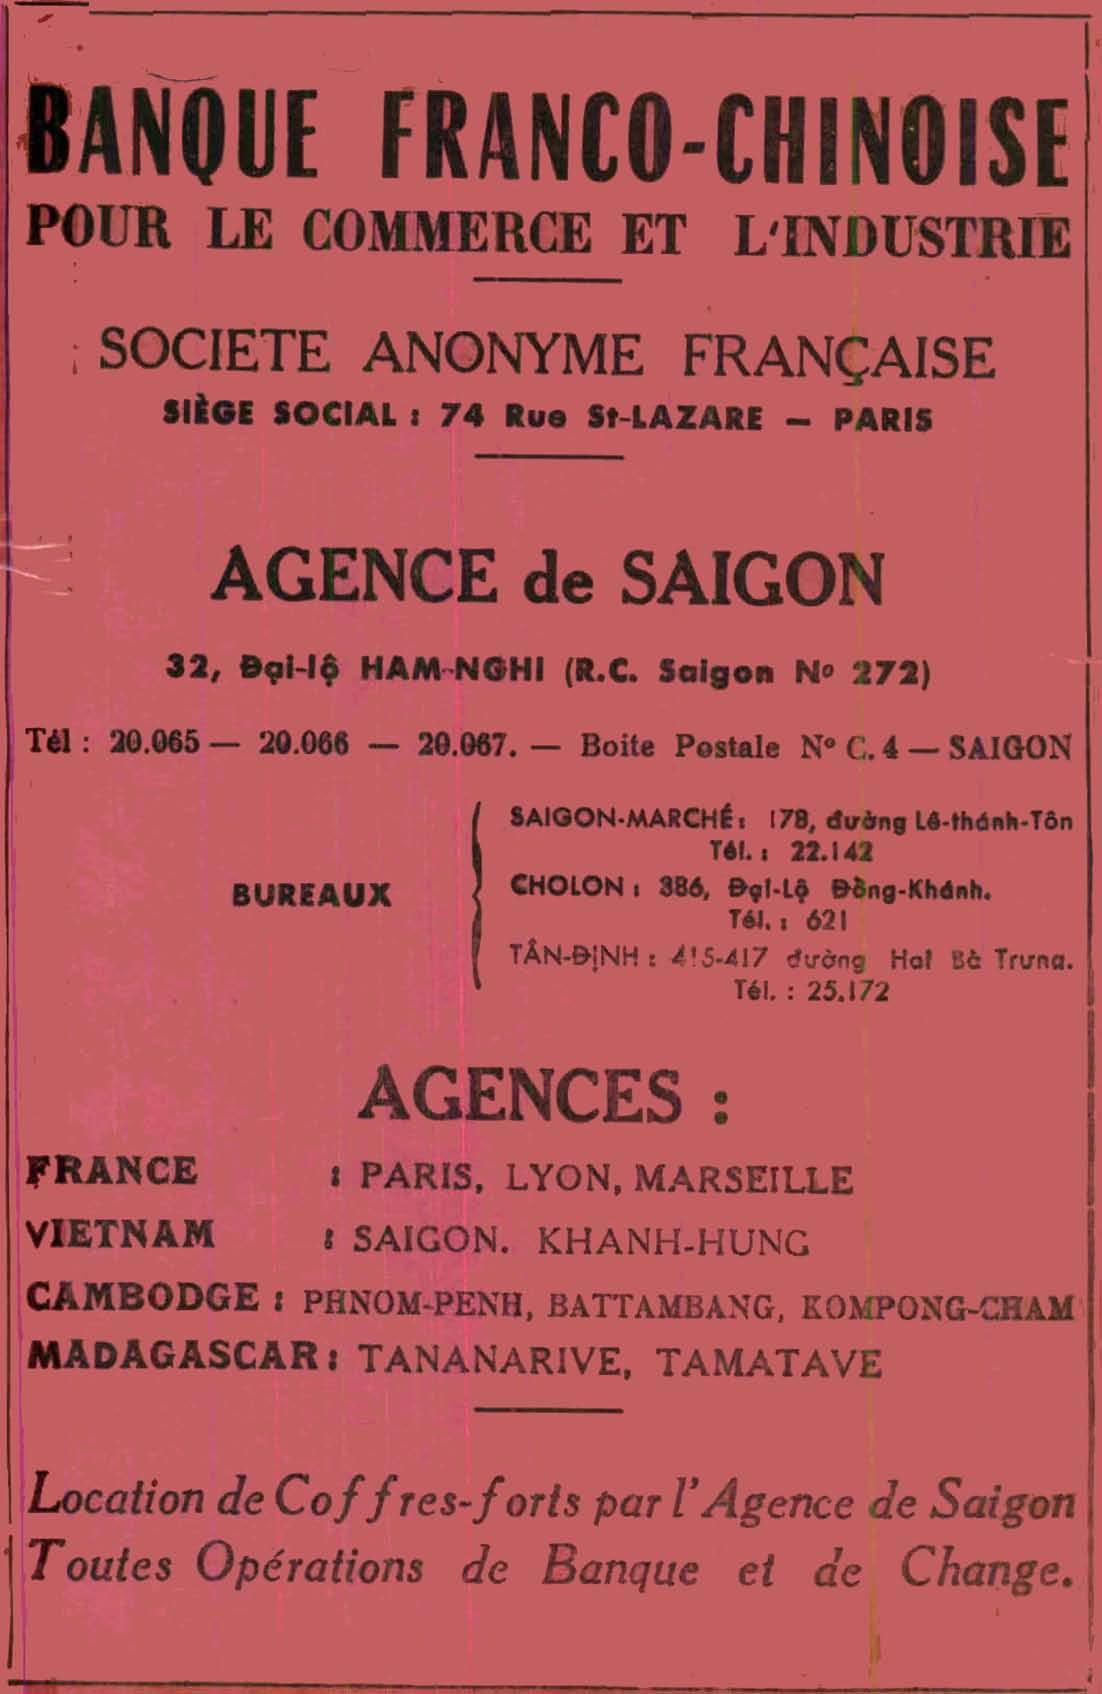 BANQUE FRANCO-CHINOISE
POUR LE COMMERCE ET L'INDUSTRIE
SOCIETE ANONYME FRANÇAISE
SIÈGE SOCIAL : 74 Rue St-LAZARE — PARIS
AGENCE de SAIGON
32, Đại-lộ HAM-NGHI (R.C. Saigon Nº 272)
Tél : 20.065 — 20.066 — 20.067. — Boite Postale Nº C. 4 — SAIGON
BUREAUX
SAIGON-MARCHÉ : 178, đường Lê-thánh-Tôn
Tél. : 22.142
CHOLON : 386, Đại-Lộ Đồng-Khánh.
Tél. : 621
TÂN-ĐỊNH : 415-417 đường Hai Bà Trưng.
Tél. : 25.172
AGENCES :
FRANCE : PARIS, LYON, MARSEILLE
VIETNAM : SAIGON. KHANH-HUNG
CAMBODGE : PHNOM-PENH, BATTAMBANG, KOMPONG-CHAM
MADAGASCAR : TANANARIVE, TAMATAVE
Location de Coffres-forts par l'Agence de Saigon
Toutes Opérations de Banque et de Change.